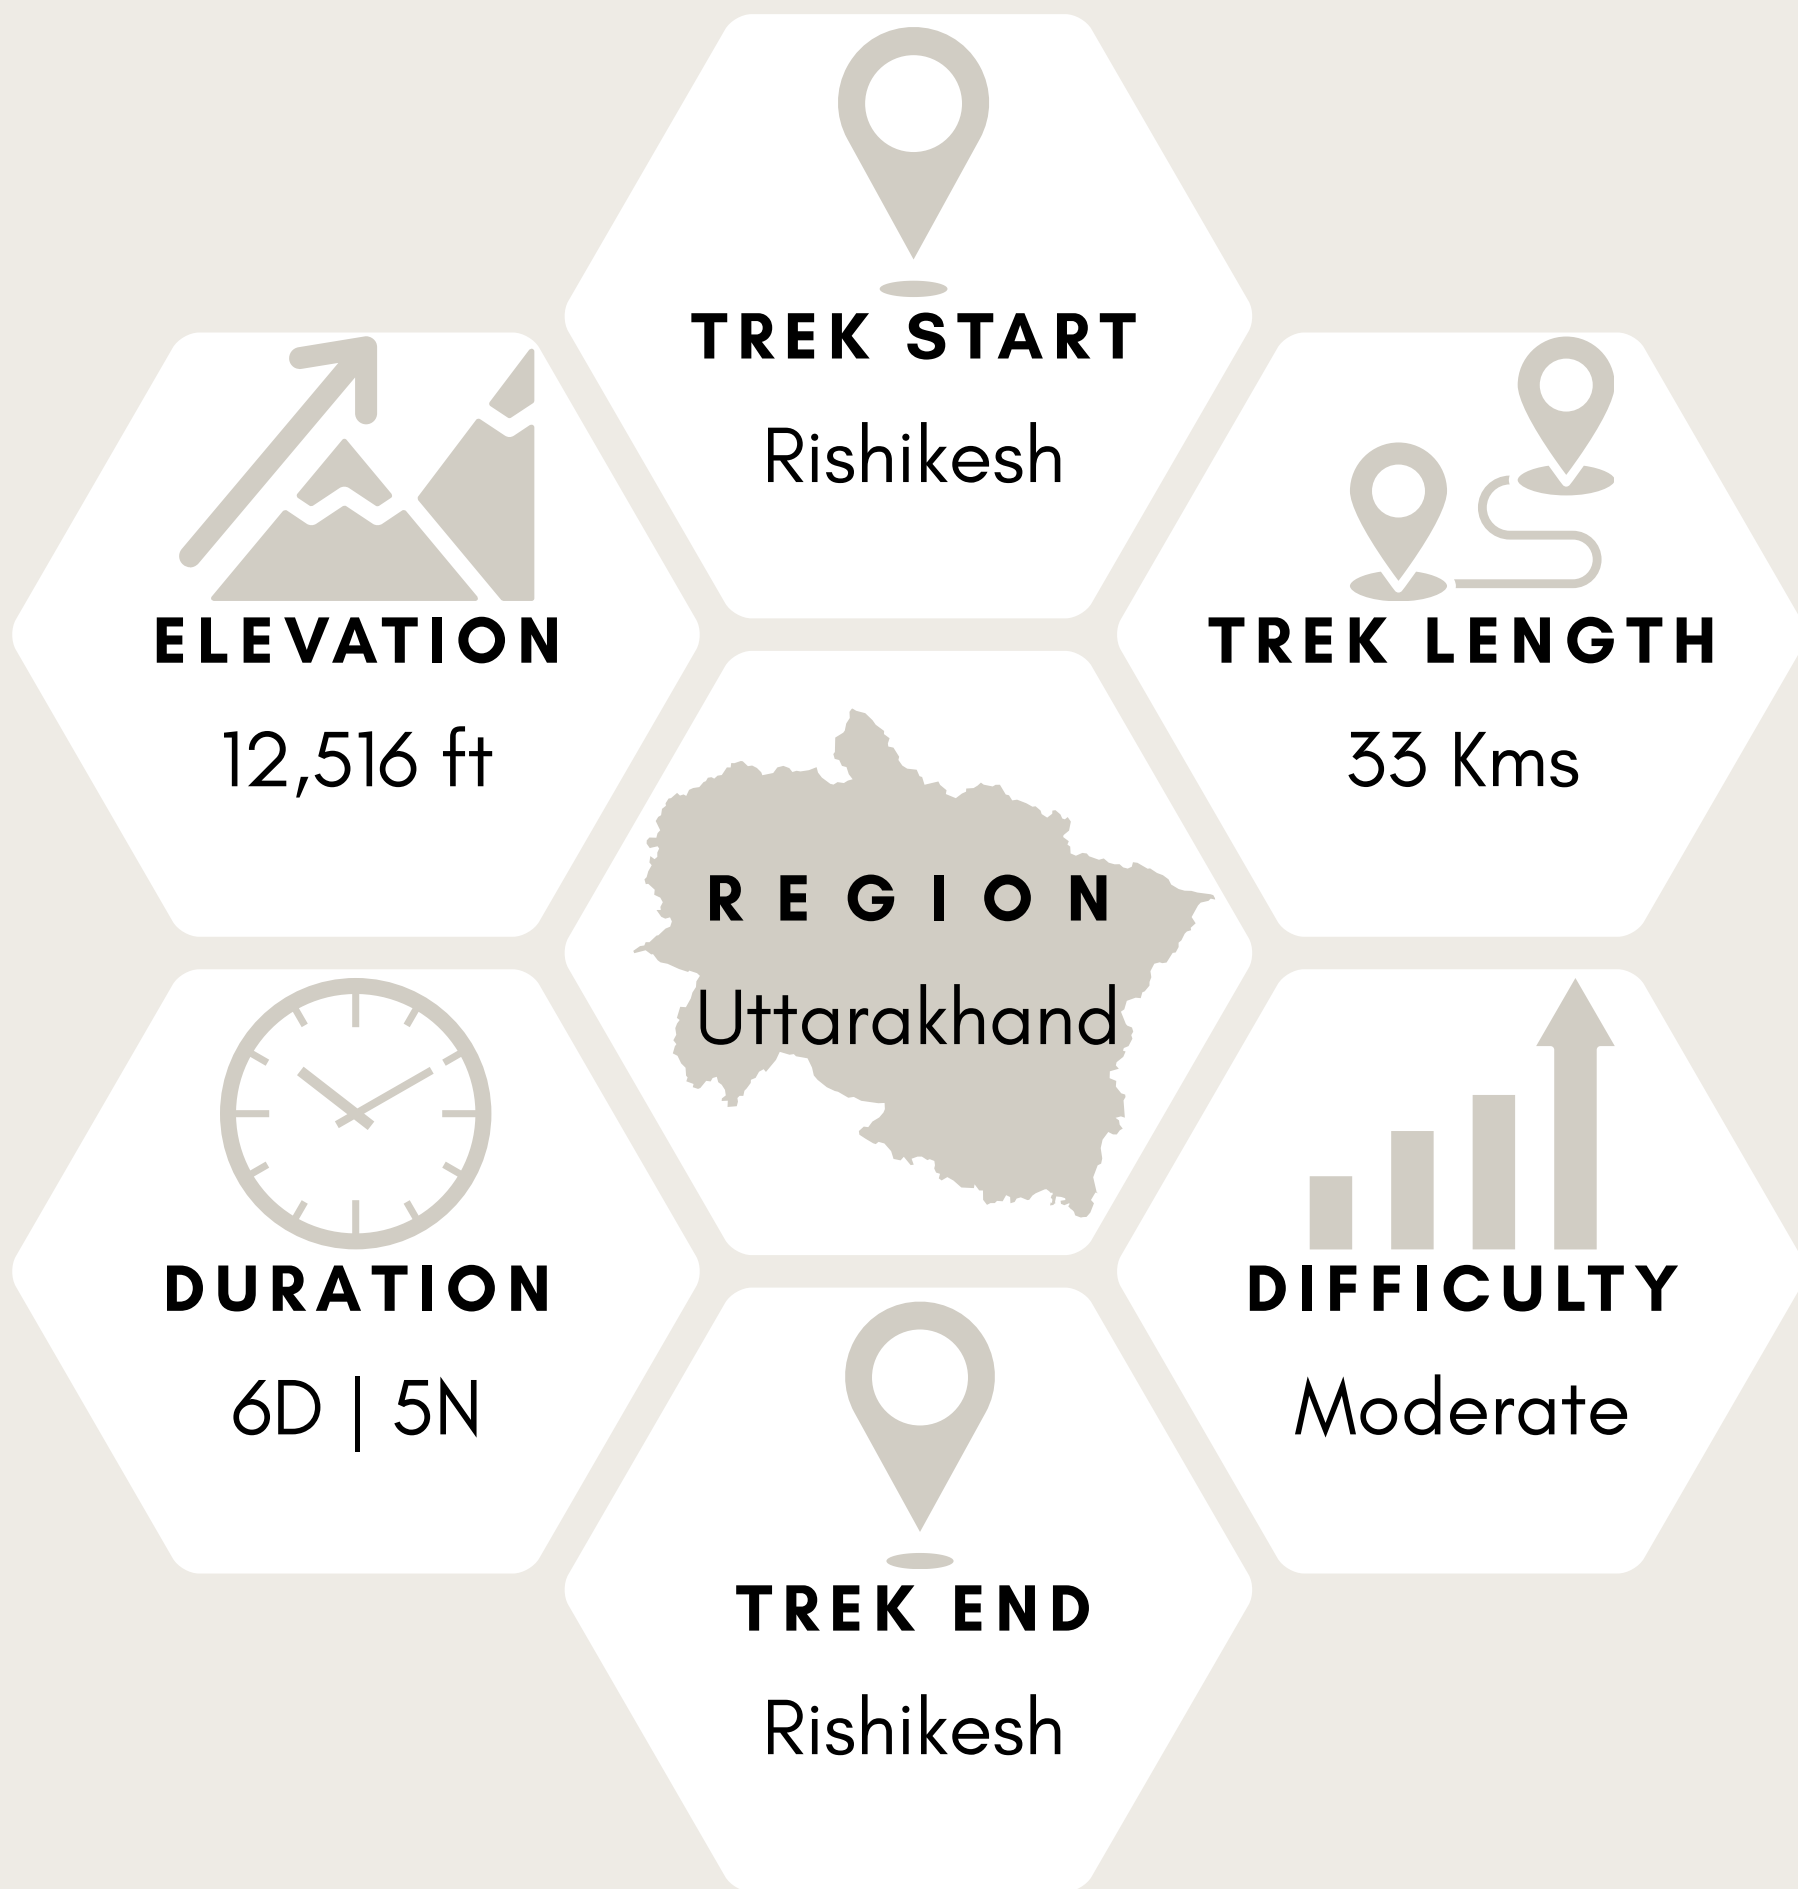 TREK START
Rishikesh
ELEVATION
12,516 ft
TREK LENGTH
33 Kms
REGION
Uttarakhand
DURATION
6D | 5N
DIFFICULTY
Moderate
TREK END
Rishikesh